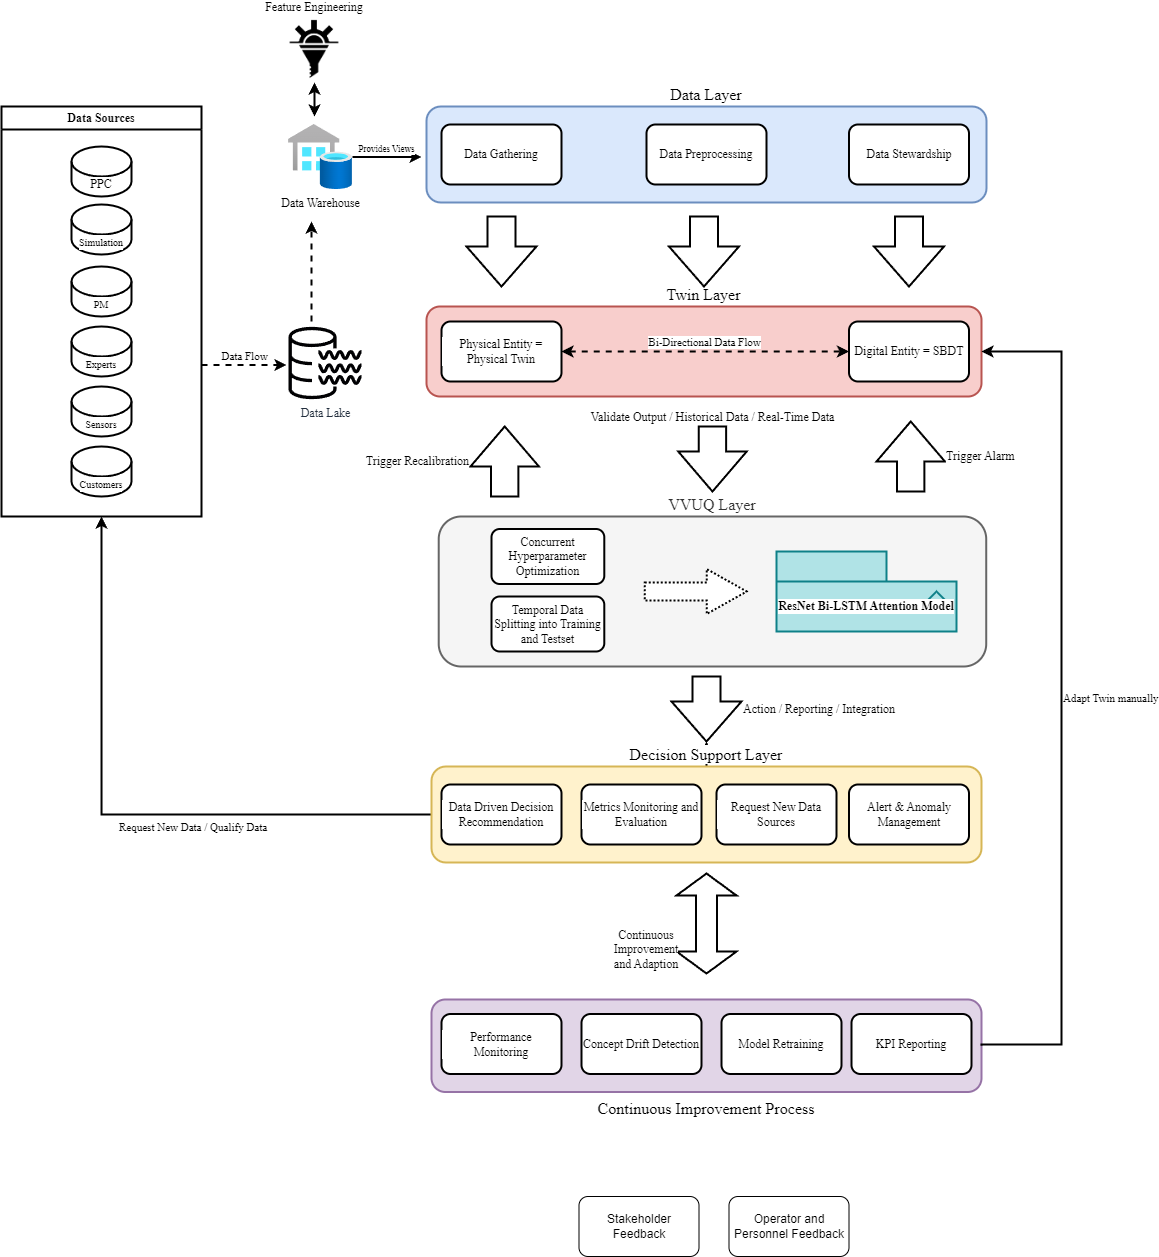 Feature Engineering
Data Sources
PPC
Simulation
PM
Experts
Sensors
Customers
Data Flow
Data Lake
Data Warehouse
Provides Views
Data Layer
Data Gathering
Data Preprocessing
Data Stewardship
Twin Layer
Physical Entity =
Physical Twin
Bi-Directional Data Flow
Digital Entity = SBDT
Validate Output / Historical Data / Real-Time Data
Trigger Recalibration
Trigger Alarm
VVUQ Layer
Concurrent
Hyperparameter
Optimization
Temporal Data
Splitting into Training
and Testset
ResNet Bi-LSTM Attention Model
Adapt Twin manually
Action / Reporting / Integration
Decision Support Layer
Data Driven Decision
Recommendation
Metrics Monitoring and
Evaluation
Request New Data
Sources
Alert & Anomaly
Management
Request New Data / Qualify Data
Continuous
Improvement
and Adaption
Performance
Monitoring
Concept Drift Detection
Model Retraining
KPI Reporting
Continuous Improvement Process
Stakeholder
Feedback
Operator and
Personnel Feedback